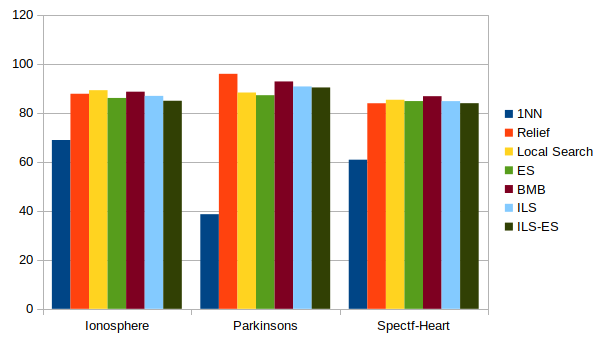 120
100
80
60
40
20
0
Ionosphere
Parkinsons
Spectf-Heart
1NN
Relief
Local Search
ES
BMB
ILS
ILS-ES